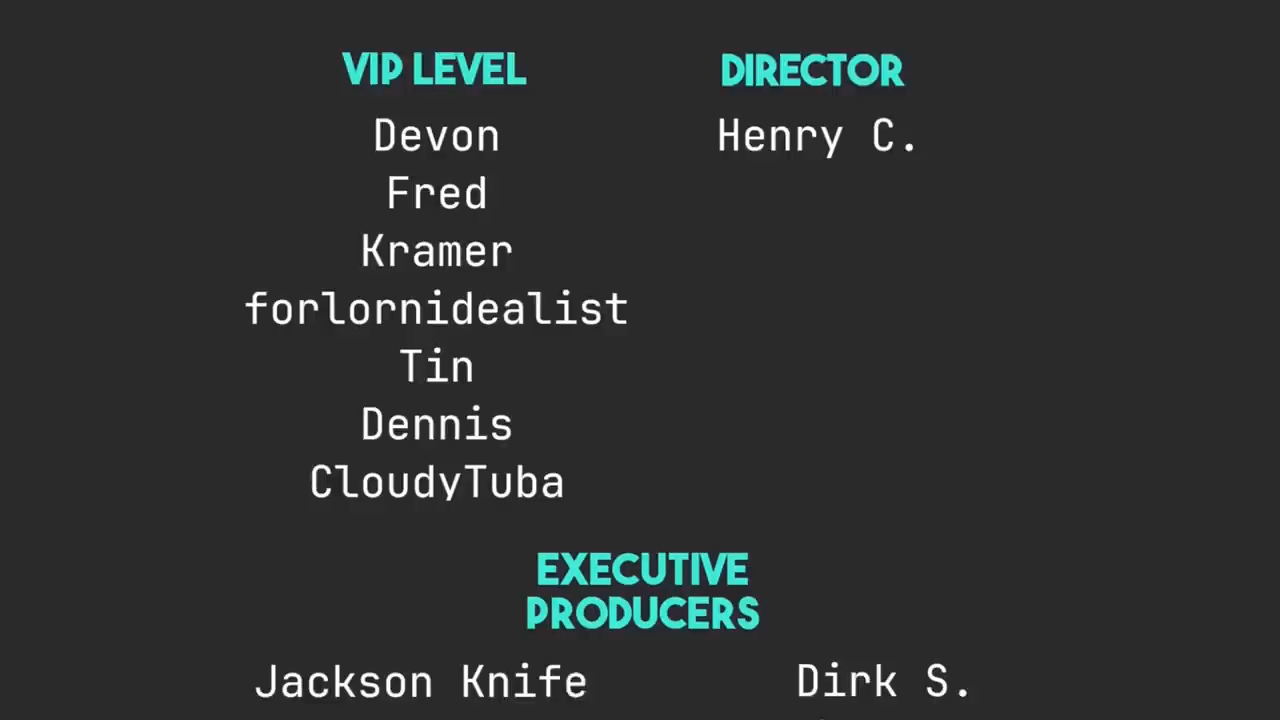 VIP LEVEL
Devon
Fred
Kramer
forlornidealist
Tin
Dennis
CloudyTuba
DIRECTOR
Henry C.
EXECUTIVE
PRODUCERS
Jackson Knife
Dirk S.